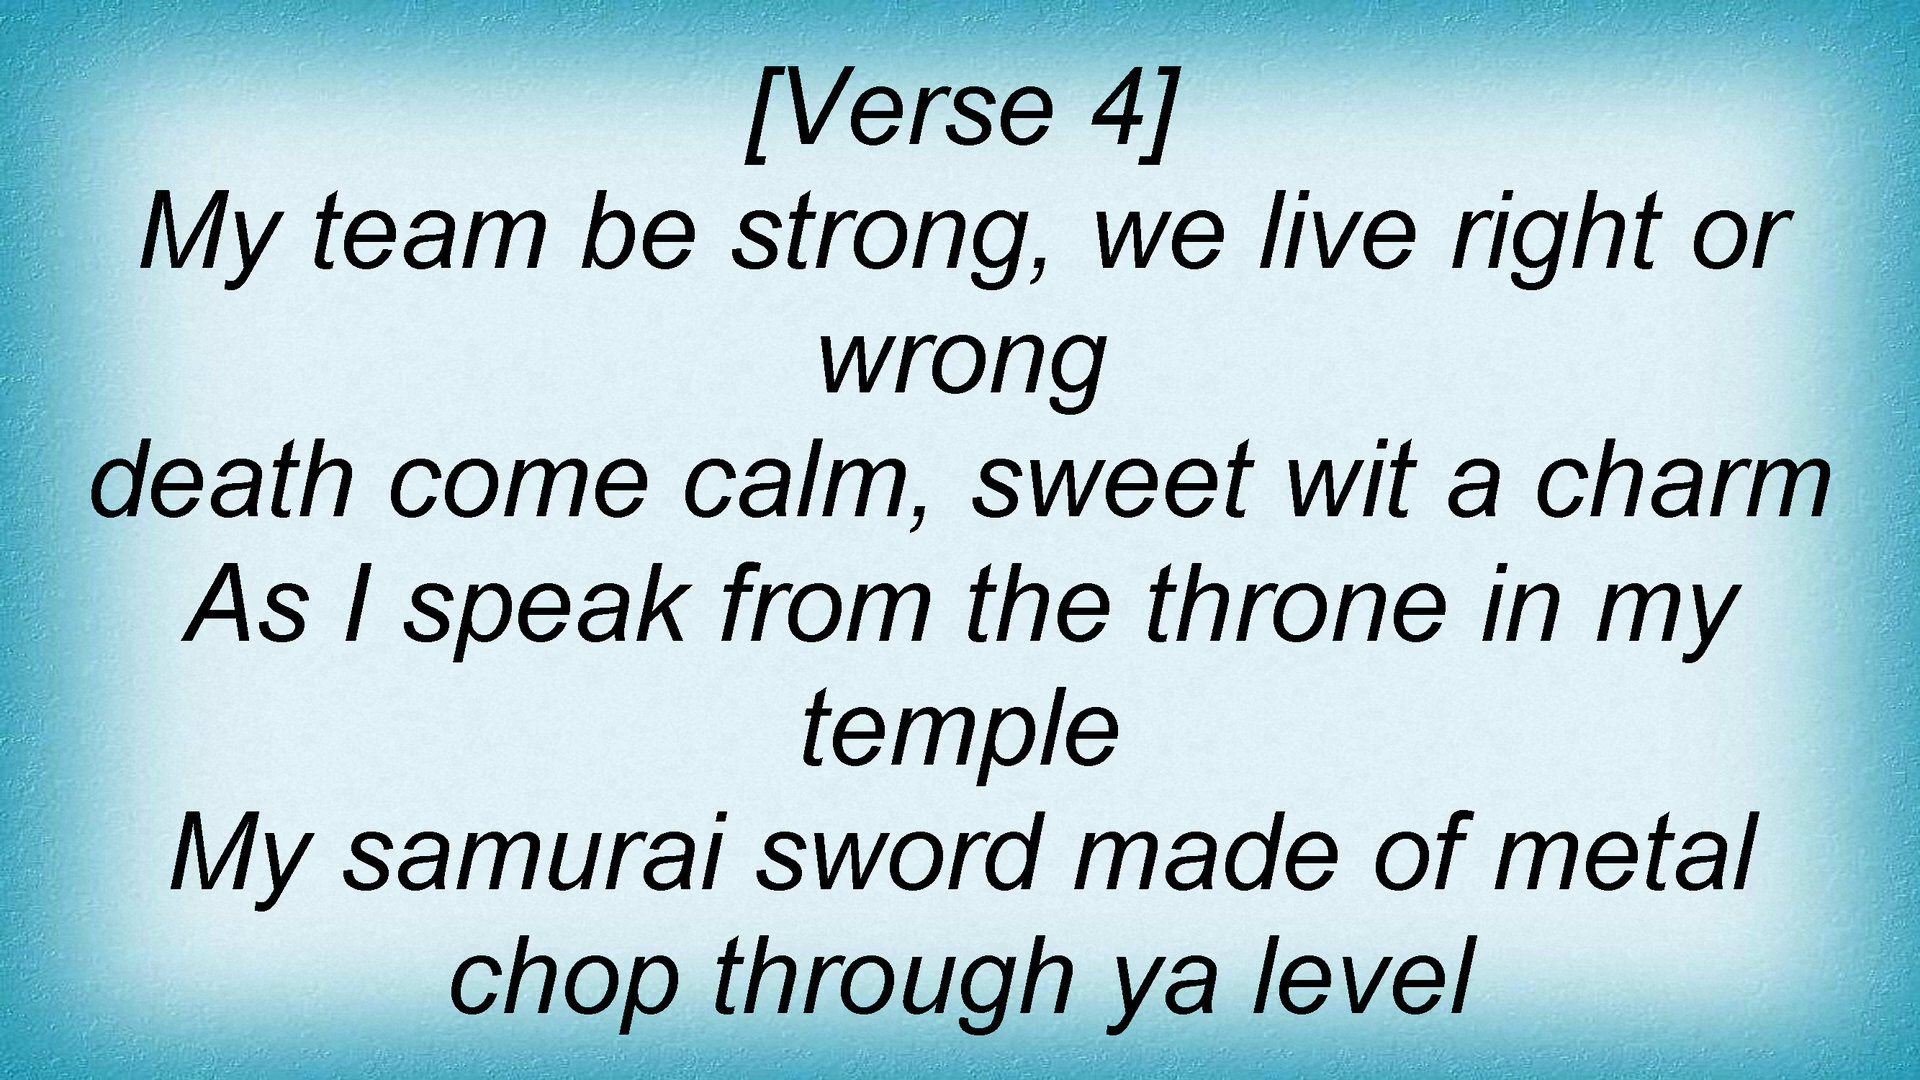 [Verse 4]
My team be strong, we live right or
wrong
death come calm, sweet wit a charm
As I speak from the throne in my
temple
My samurai sword made of metal
chop through ya level